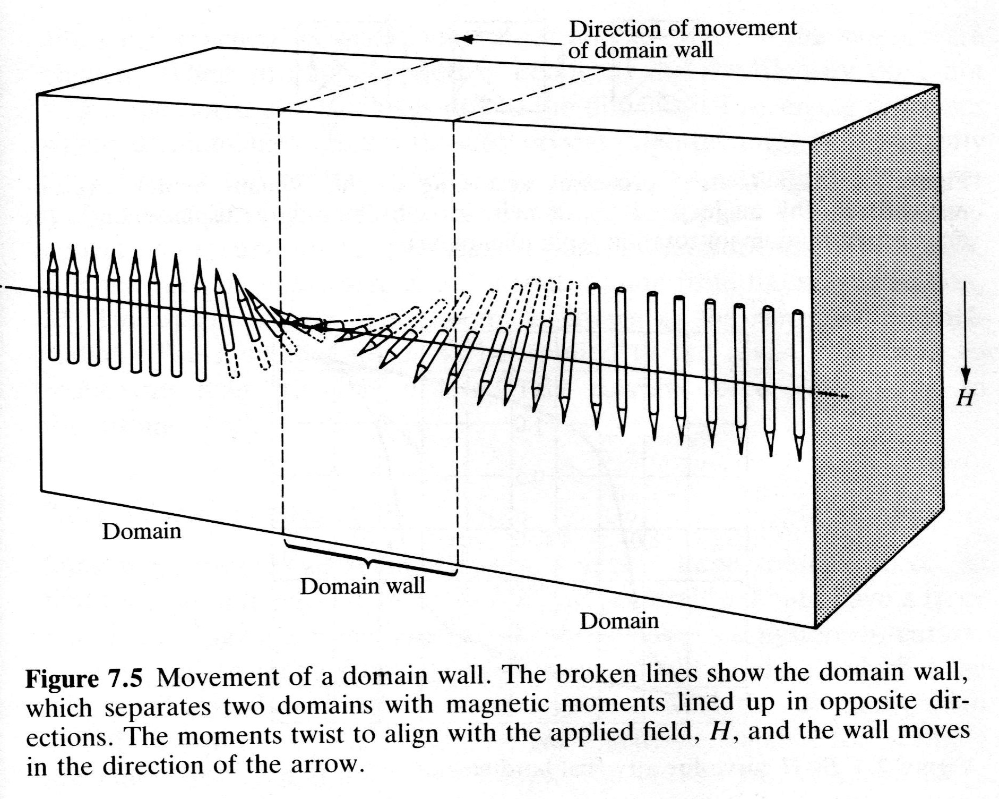 Direction of movement
of domain wall
H
Domain
Domain wall
Domain
Figure 7.5 Movement of a domain wall. The broken lines show the domain wall,
which separates two domains with magnetic moments lined up in opposite dir-
ections. The moments twist to align with the applied field, H, and the wall moves
in the direction of the arrow.